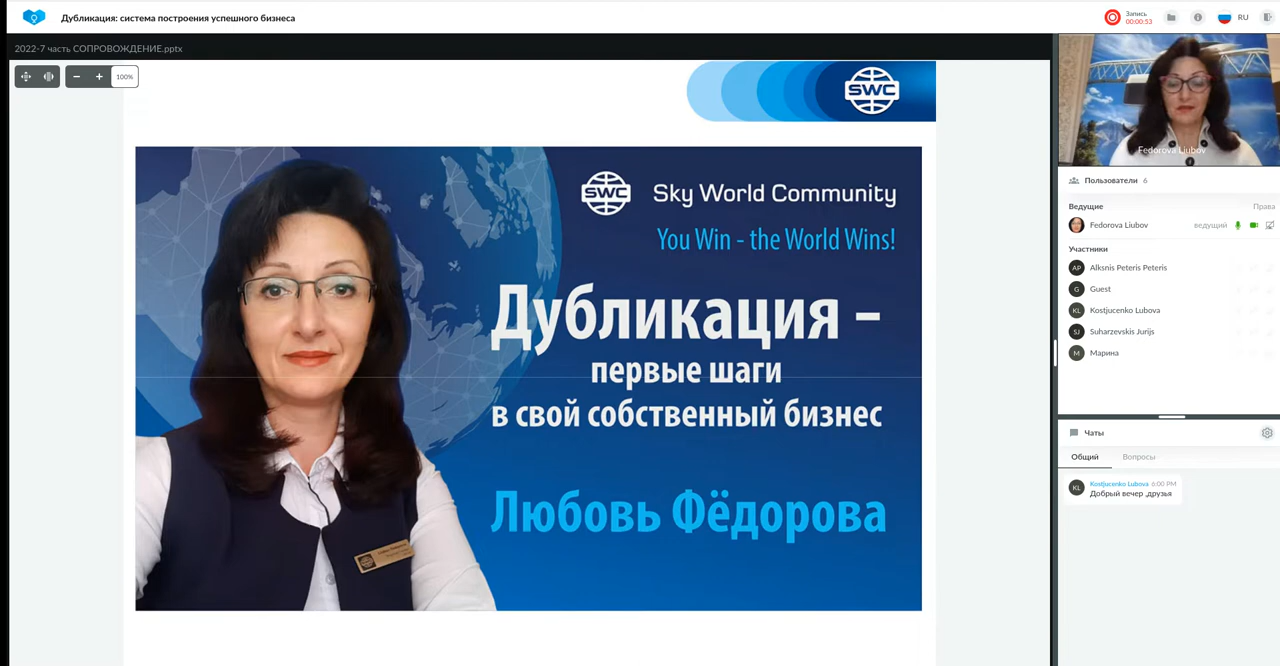 Дубликация: система построения успешного бизнеса
Запись
00:00:53
RU
2022-7 часть СОПРОВОЖДЕНИЕ.pptx
100%
SWC
SWC
Sky World Community
You Win - the World Wins!
Дубликация –
первые шаги
в свой собственный бизнес
Любовь Фёдорова
Fedorova Liubov
Пользователи 6
Ведущие Права
Fedorova Liubov ведущий
Участники
AP Alksnis Peteris Peteris
G Guest
KL Kostjucenko Lubova
SJ Suharzevskis Jurijs
М Марина
Чаты
Общий Вопросы
KL Kostjucenko Lubova 6:00 PM
Добрый вечер ,друзья